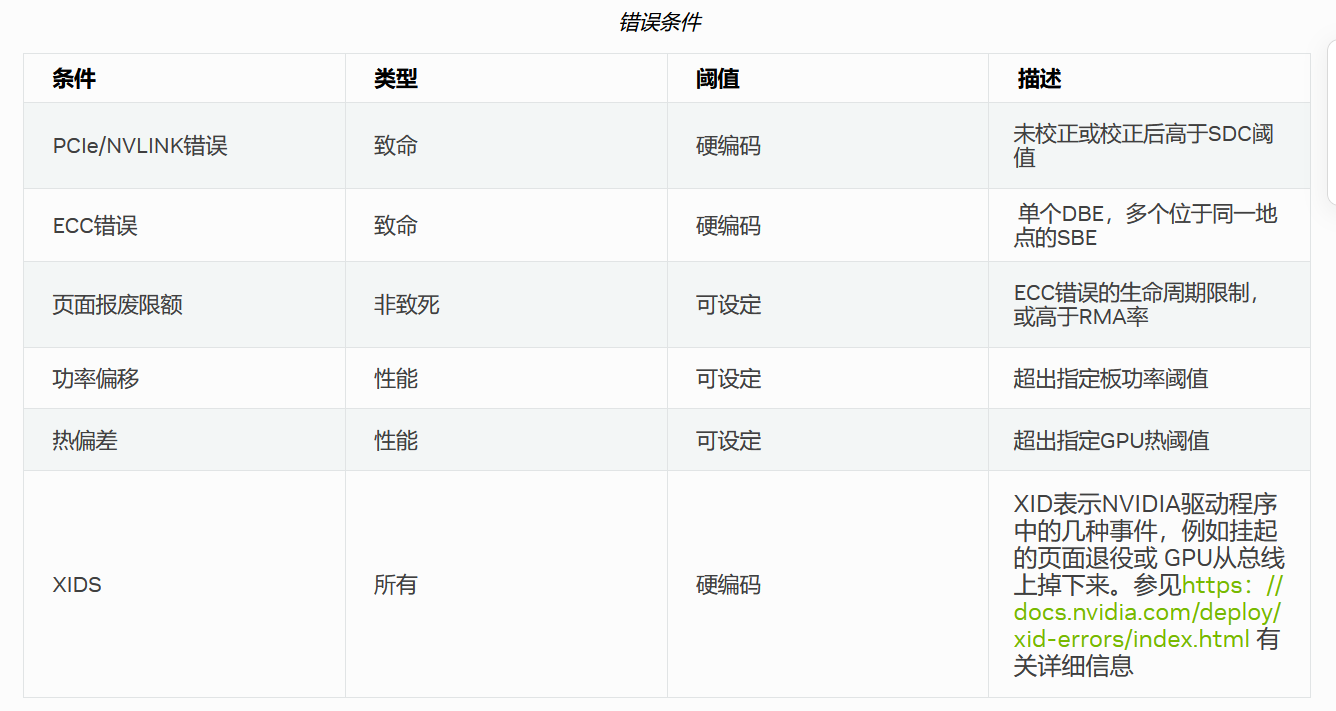 错误条件
条件 类型 阈值 描述
PCIe/NVLINK错误 致命 硬编码 未校正或校正后高于SDC阈
值
ECC错误 致命 硬编码 单个DBE，多个位于同一地
点的SBE
页面报废限额 非致死 可设定 ECC错误的生命周期限制，
或高于RMA率
功率偏移 性能 可设定 超出指定板功率阈值
热偏差 性能 可设定 超出指定GPU热阈值
XIDS 所有 硬编码 XID表示NVIDIA驱动程序
中的几种事件，例如挂起
的页面退役或 GPU从总线
上掉下来。参见https：//
docs.nvidia.com/deploy/
xid-errors/index.html 有
关详细信息